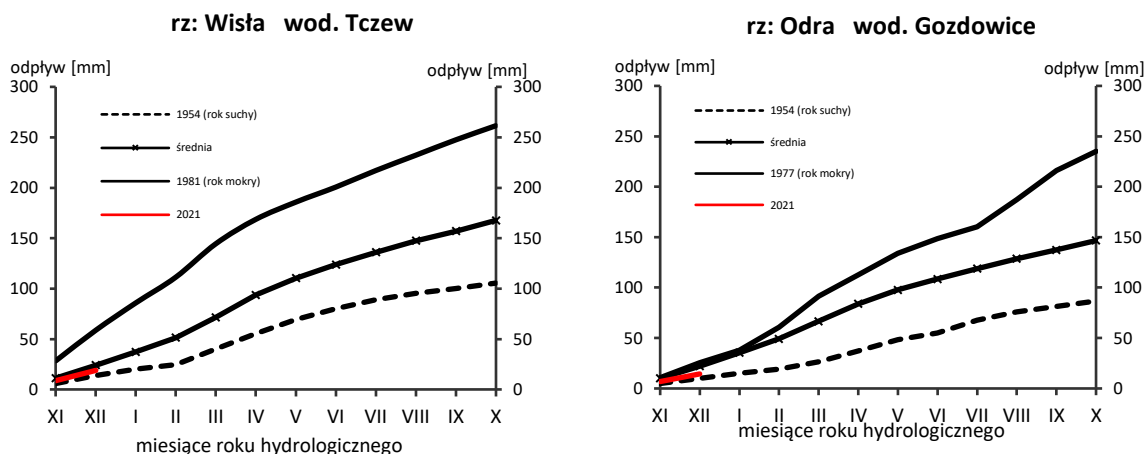 rz: Wisła wod. Tczew
odpływ [mm]
odpływ [mm]
300
250
200
150
100
50
0
300
250
200
150
100
50
0
1954 (rok suchy)
średnia
1981 (rok mokry)
2021
XI XII I II III IV V VI VII VIII IX X
miesiące roku hydrologicznego
rz: Odra wod. Gozdowice
odpływ [mm]
odpływ [mm]
300
250
200
150
100
50
0
300
250
200
150
100
50
0
1954 (rok suchy)
średnia
1977 (rok mokry)
2021
XI XII I II III IV V VI VII VIII IX X
miesiące roku hydrologicznego